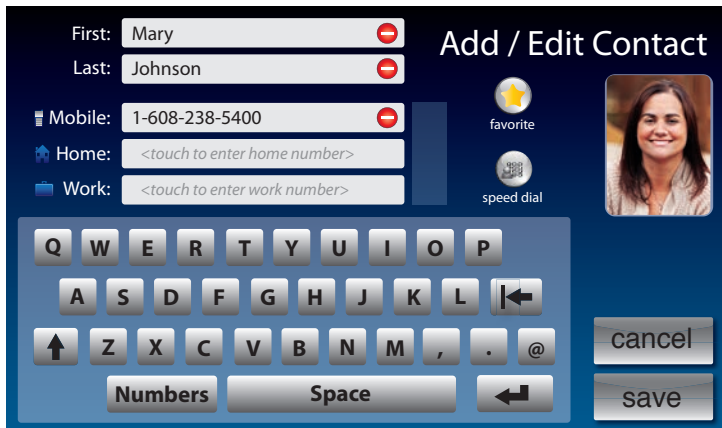 Add / Edit Contact
First: Mary
Last: Johnson
Mobile: 1-608-238-5400
Home: <touch to enter home number>
Work: <touch to enter work number>
favorite
speed dial
Q W E R T Y U I O P
A S D F G H J K L
Z X C V B N M , . @
Numbers Space
cancel
save